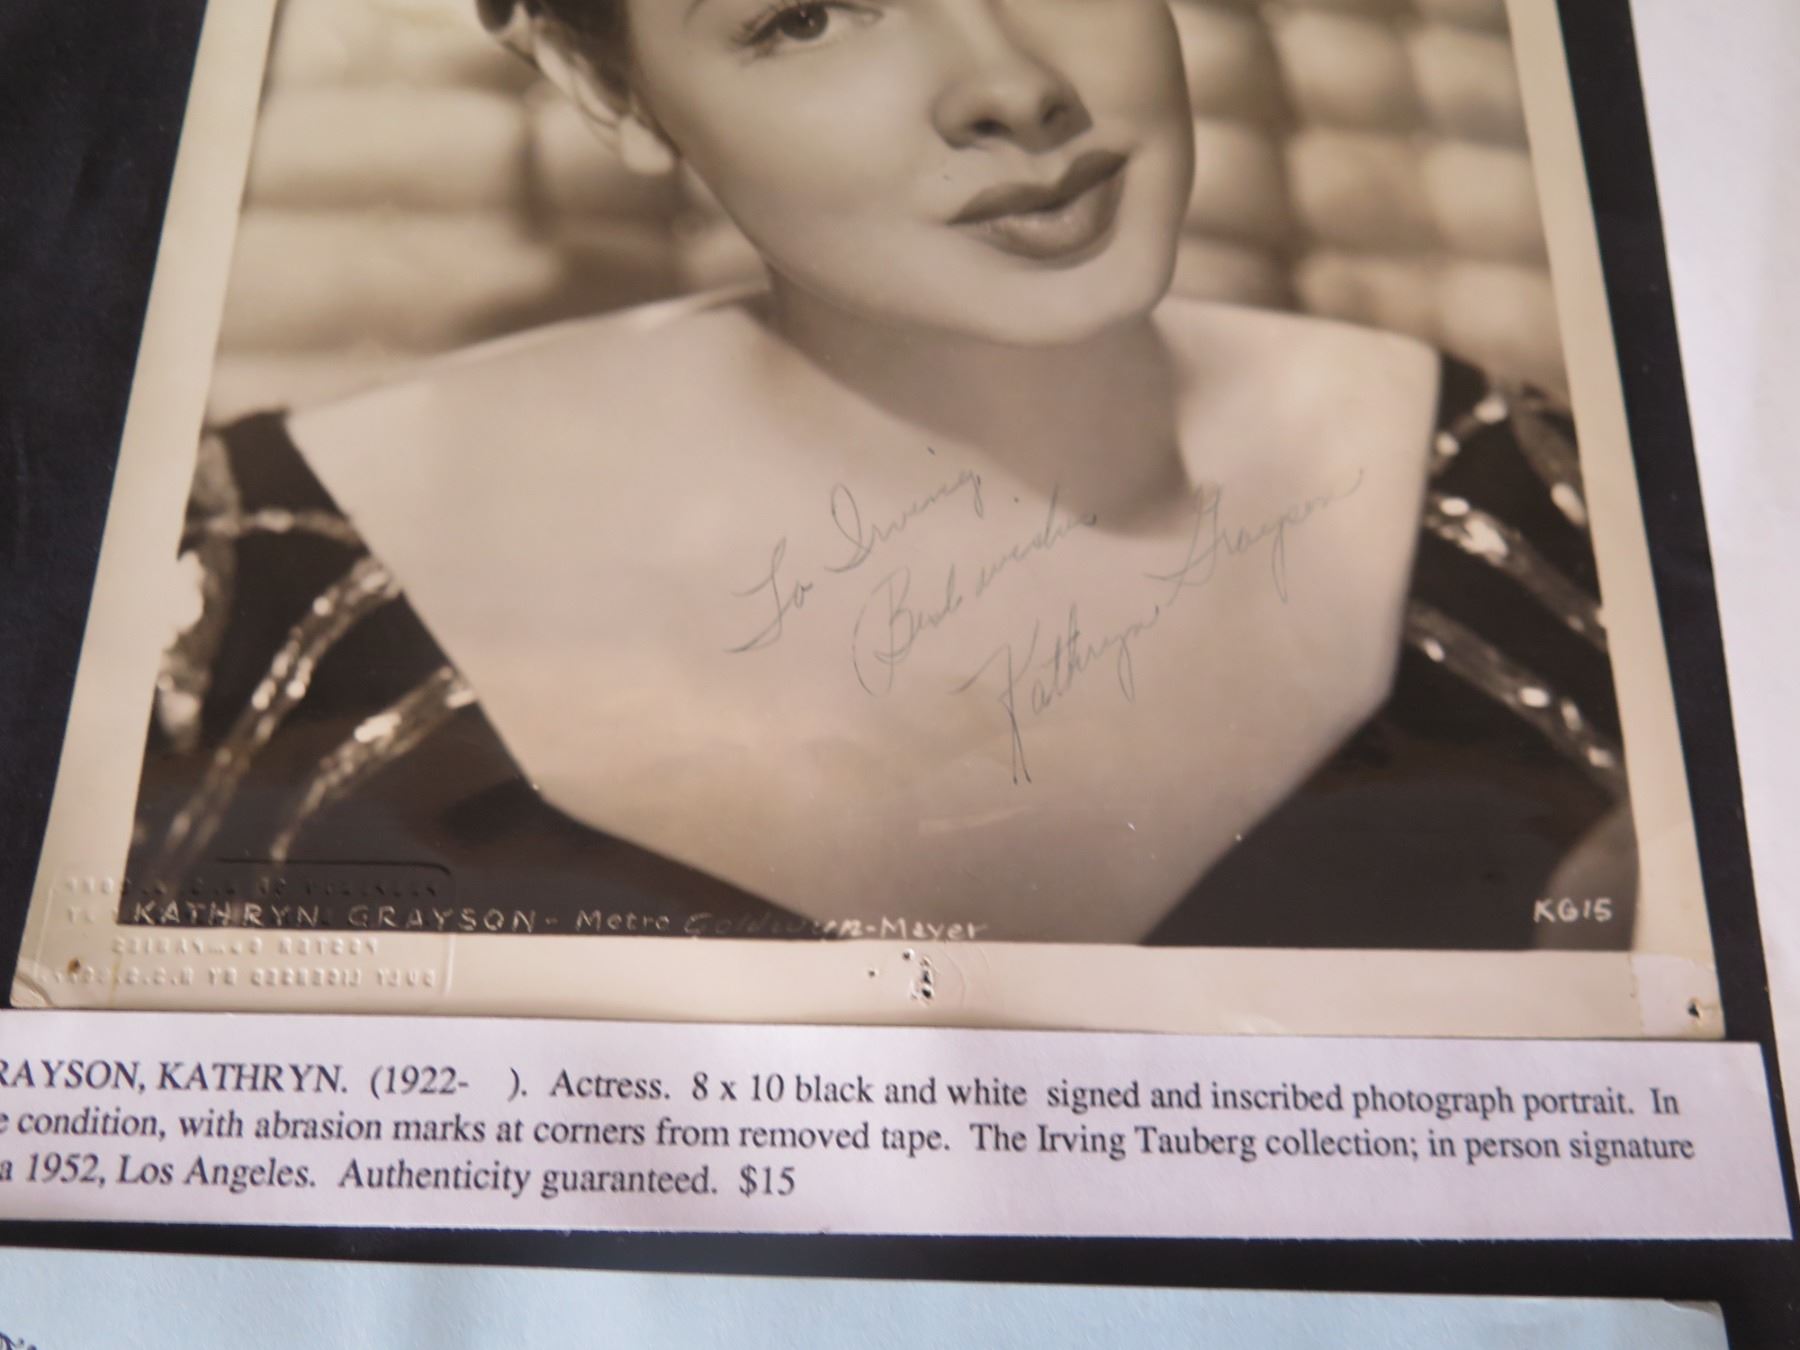 To Irving
Best wishes
Kathryn Grayson
KATHRYN GRAYSON - Metro Goldwyn-Mayer
KG15
RAYSON, KATHRYN. (1922- ). Actress. 8 x 10 black and white signed and inscribed photograph portrait. In
condition, with abrasion marks at corners from removed tape. The Irving Tauberg collection; in person signature
1952, Los Angeles. Authenticity guaranteed. $15